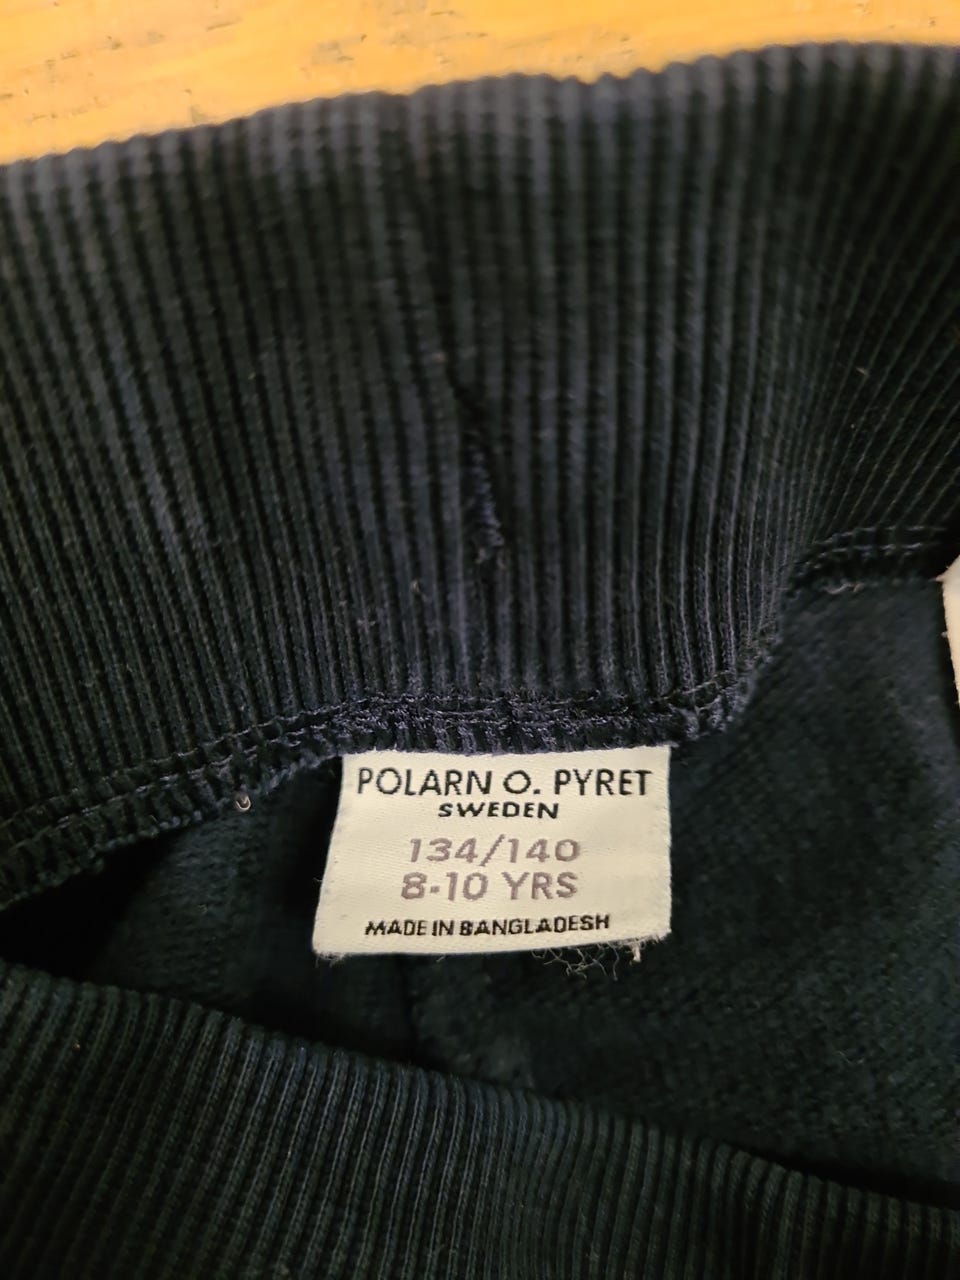 POLARN O. PYRET
SWEDEN
134/140
8-10 YRS
MADE IN BANGLADESH